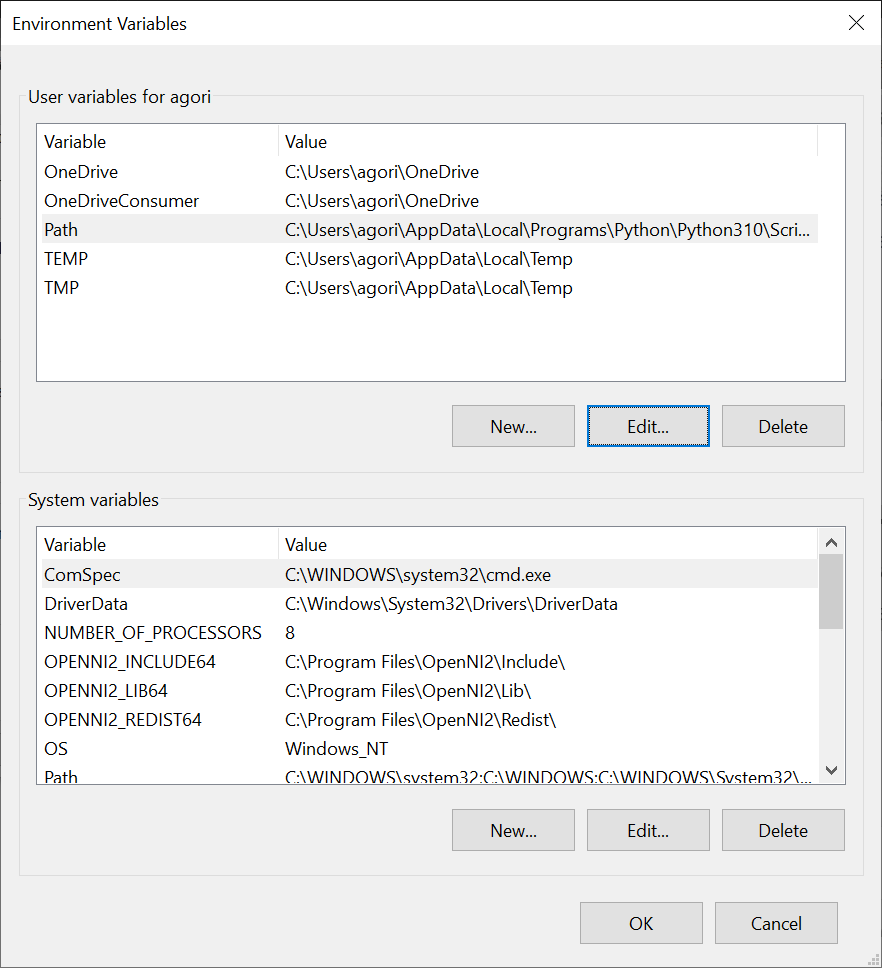 Environment Variables
User variables for agori
Variable Value
OneDrive C:\Users\agori\OneDrive
OneDriveConsumer C:\Users\agori\OneDrive
Path C:\Users\agori\AppData\Local\Programs\Python\Python310\Scri...
TEMP C:\Users\agori\AppData\Local\Temp
TMP C:\Users\agori\AppData\Local\Temp
New... Edit... Delete
System variables
Variable Value
ComSpec C:\WINDOWS\system32\cmd.exe
DriverData C:\Windows\System32\Drivers\DriverData
NUMBER_OF_PROCESSORS 8
OPENNI2_INCLUDE64 C:\Program Files\OpenNI2\Include\
OPENNI2_LIB64 C:\Program Files\OpenNI2\Lib\
OPENNI2_REDIST64 C:\Program Files\OpenNI2\Redist\
OS Windows_NT
Path C:\WINDOWS\system32;C:\WINDOWS;C:\WINDOWS\System32\...
New... Edit... Delete
OK Cancel